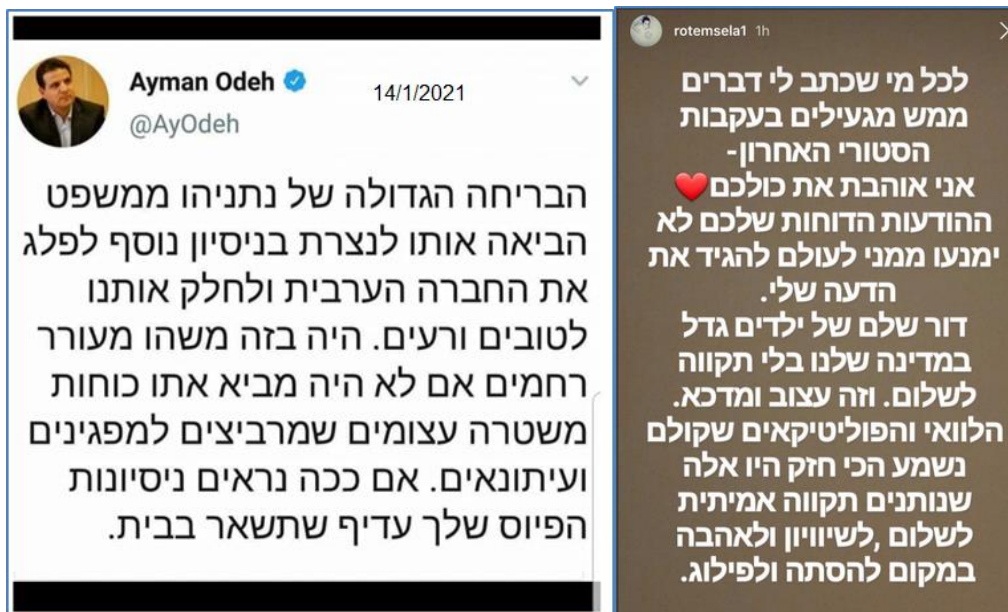 Ayman Odeh
14/1/2021
@AyOdeh
הבריחה הגדולה של נתניהו ממשפט
הביאה אותו לנצרת בניסיון נוסף לפלג
את החברה הערבית ולחלק אותנו
לטובים ורעים. היה בזה משהו מעורר
רחמים אם לא היה מביא אתו כוחות
משטרה עצומים שמרביצים למפגינים
ועיתונאים. אם ככה נראים ניסיונות
הפיוס שלך עדיף שתשאר בבית.
rotemsela1 1h
לכל מי שכתב לי דברים
ממש מגעילים בעקבות
הסטורי האחרון-
אני אוהבת את כולכם❤️
ההודעות הדוחות שלכם לא
ימנעו ממני לעולם להגיד את
הדעה שלי.
דור שלם של ילדים גדל
במדינה שלנו בלי תקווה
לשלום. וזה עצוב ומדכא.
הלוואי והפוליטיקאים שקולם
נשמע הכי חזק היו אלה
שנותנים תקווה אמיתית
לשלום ,לשיוויון ולאהבה
במקום להסתה ולפילוג.